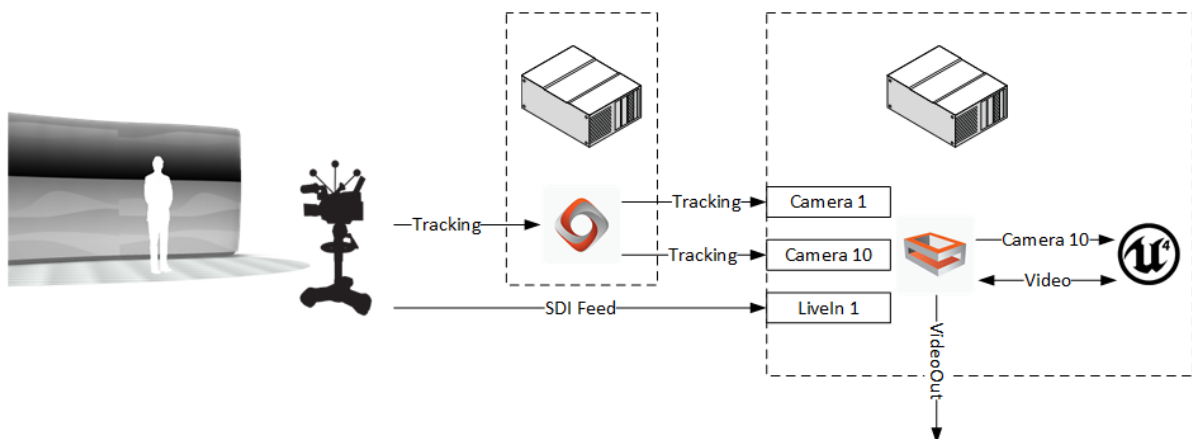 Tracking
Tracking
Camera 1
Tracking
Camera 10
SDI Feed
LiveIn 1
Camera 10
Video
4
VideoOut